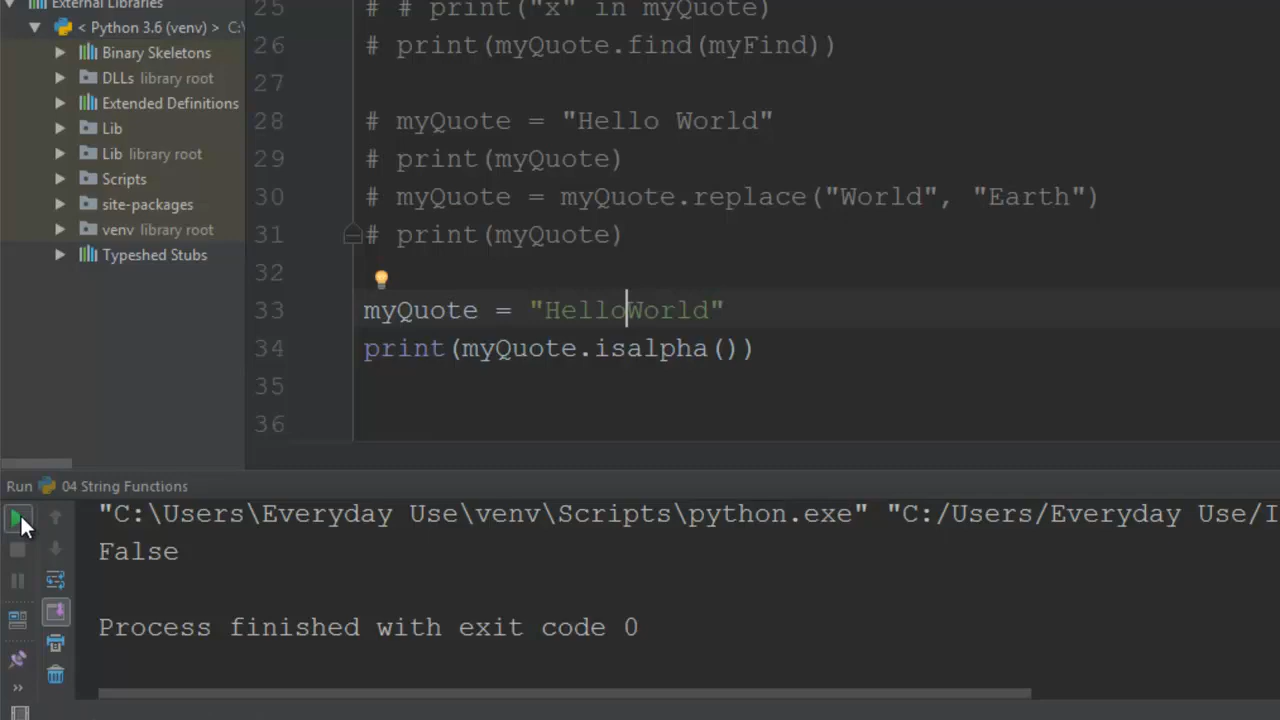 External Libraries
< Python 3.6 (venv) > C:\
Binary Skeletons
DLLs library root
Extended Definitions
Lib
Lib library root
Scripts
site-packages
venv library root
Typeshed Stubs
25 # # print("x" in myQuote)
26 # print(myQuote.find(myFind))
27
28 # myQuote = "Hello World"
29 # print(myQuote)
30 # myQuote = myQuote.replace("World", "Earth")
31 # print(myQuote)
32
33 myQuote = "HelloWorld"
34 print(myQuote.isalpha())
35
36
Run 04 String Functions
"C:\Users\Everyday Use\venv\Scripts\python.exe" "C:/Users/Everyday Use/I
False
Process finished with exit code 0